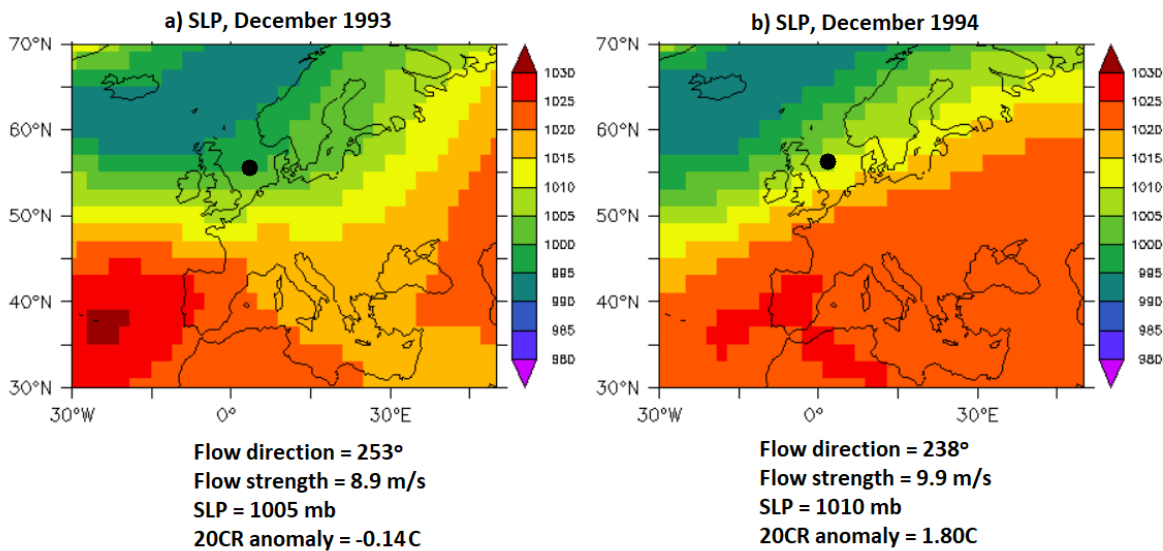 a) SLP, December 1993
70°N
60°N
50°N
40°N
30°N
30°W
0°
30°E
1030
1025
1020
1015
1010
1005
1000
995
990
985
980
Flow direction = 253°
Flow strength = 8.9 m/s
SLP = 1005 mb
20CR anomaly = -0.14C
b) SLP, December 1994
70°N
60°N
50°N
40°N
30°N
30°W
0°
30°E
1030
1025
1020
1015
1010
1005
1000
995
990
985
980
Flow direction = 238°
Flow strength = 9.9 m/s
SLP = 1010 mb
20CR anomaly = 1.80C